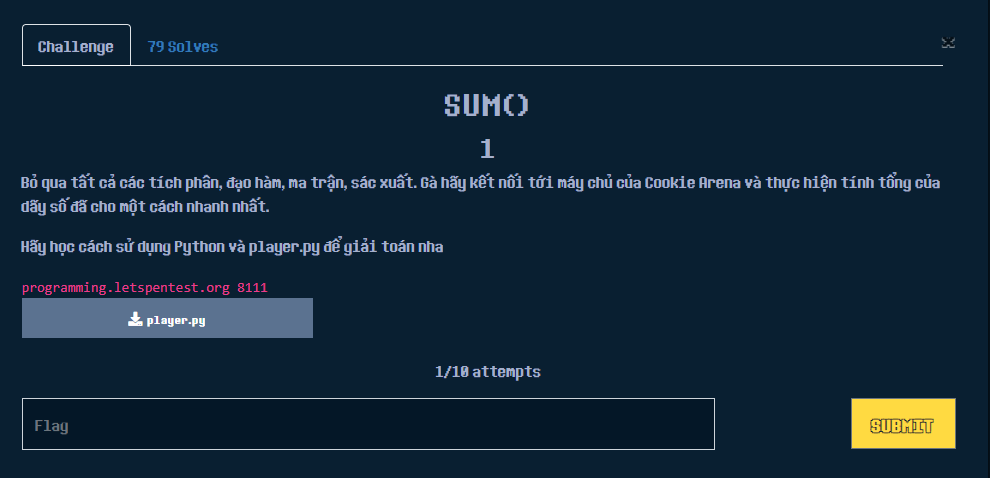 Challenge
79 Solves
SUM()
1
Bỏ qua tất cả các tích phân, đạo hàm, ma trận, sác xuất. Gà hãy kết nối tới máy chủ của Cookie Arena và thực hiện tính tổng của
dãy số đã cho một cách nhanh nhất.
Hãy học cách sử dụng Python và player.py để giải toán nha
programming.letspentest.org 8111
player.py
1/10 attempts
Flag
SUBMIT